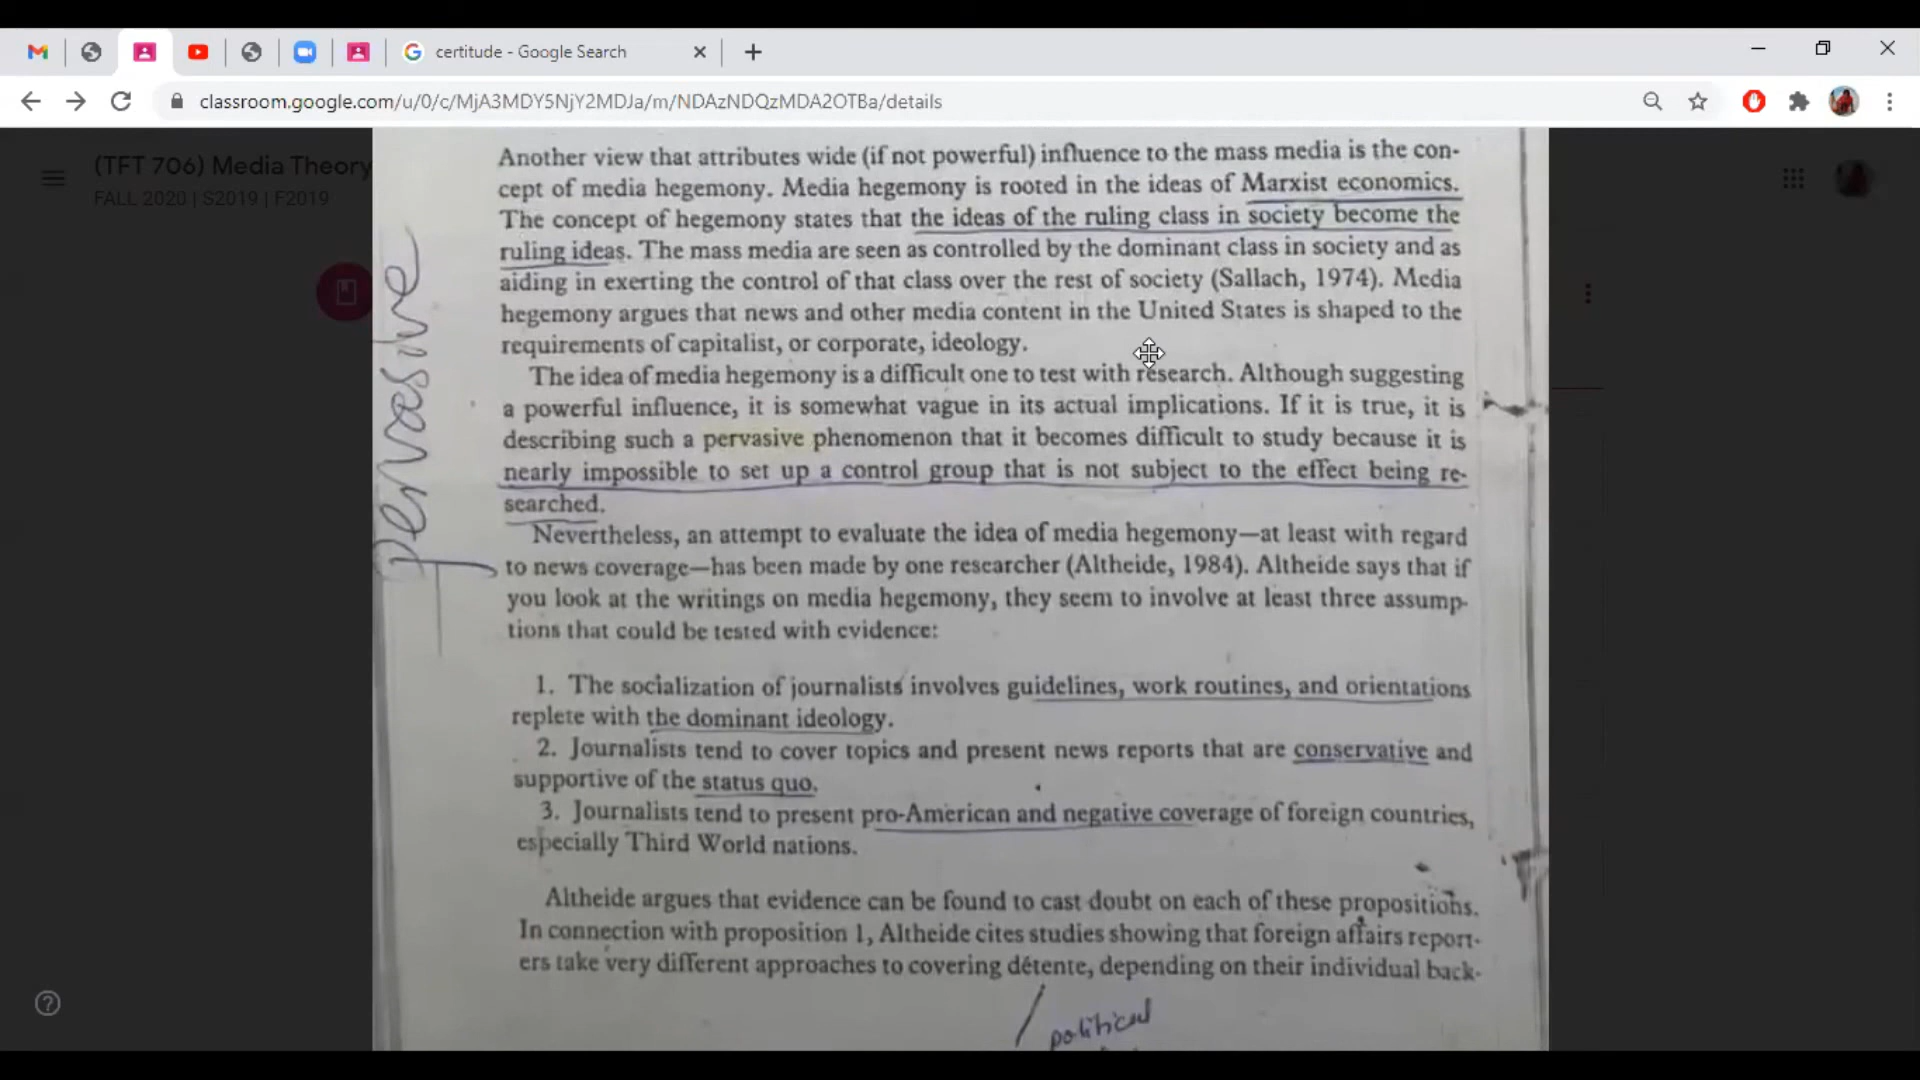 certitude - Google Search
classroom.google.com/u/0/c/MjA3MDY5NjY2MDJa/m/NDAzNDQzMDA2OTBa/details
(TFT 706) Media Theory
FALL 2020 | S2019 | F2019
Another view that attributes wide (if not powerful) influence to the mass media is the con-
cept of media hegemony. Media hegemony is rooted in the ideas of Marxist economics.
The concept of hegemony states that the ideas of the ruling class in society become the
ruling ideas. The mass media are seen as controlled by the dominant class in society and as
aiding in exerting the control of that class over the rest of society (Sallach, 1974). Media
hegemony argues that news and other media content in the United States is shaped to the
requirements of capitalist, or corporate, ideology.
The idea of media hegemony is a difficult one to test with research. Although suggesting
a powerful influence, it is somewhat vague in its actual implications. If it is true, it is
describing such a pervasive phenomenon that it becomes difficult to study because it is
nearly impossible to set up a control group that is not subject to the effect being re-
searched.
Nevertheless, an attempt to evaluate the idea of media hegemony—at least with regard
to news coverage—has been made by one researcher (Altheide, 1984). Altheide says that if
you look at the writings on media hegemony, they seem to involve at least three assump-
tions that could be tested with evidence:
1. The socialization of journalists involves guidelines, work routines, and orientations
replete with the dominant ideology.
2. Journalists tend to cover topics and present news reports that are conservative and
supportive of the status quo.
3. Journalists tend to present pro-American and negative coverage of foreign countries,
especially Third World nations.
Altheide argues that evidence can be found to cast doubt on each of these propositions.
In connection with proposition 1, Altheide cites studies showing that foreign affairs report-
ers take very different approaches to covering détente, depending on their individual back-
pervasive
political